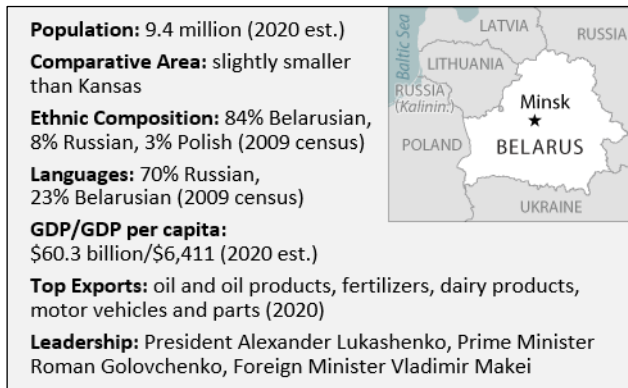 Population: 9.4 million (2020 est.)
Comparative Area: slightly smaller
than Kansas
Ethnic Composition: 84% Belarusian,
8% Russian, 3% Polish (2009 census)
Languages: 70% Russian,
23% Belarusian (2009 census)
GDP/GDP per capita:
$60.3 billion/$6,411 (2020 est.)
Top Exports: oil and oil products, fertilizers, dairy products,
motor vehicles and parts (2020)
Leadership: President Alexander Lukashenko, Prime Minister
Roman Golovchenko, Foreign Minister Vladimir Makei
Baltic Sea
LATVIA
RUSSIA
LITHUANIA
RUSSIA
(Kalinin.)
Minsk
POLAND
BELARUS
UKRAINE